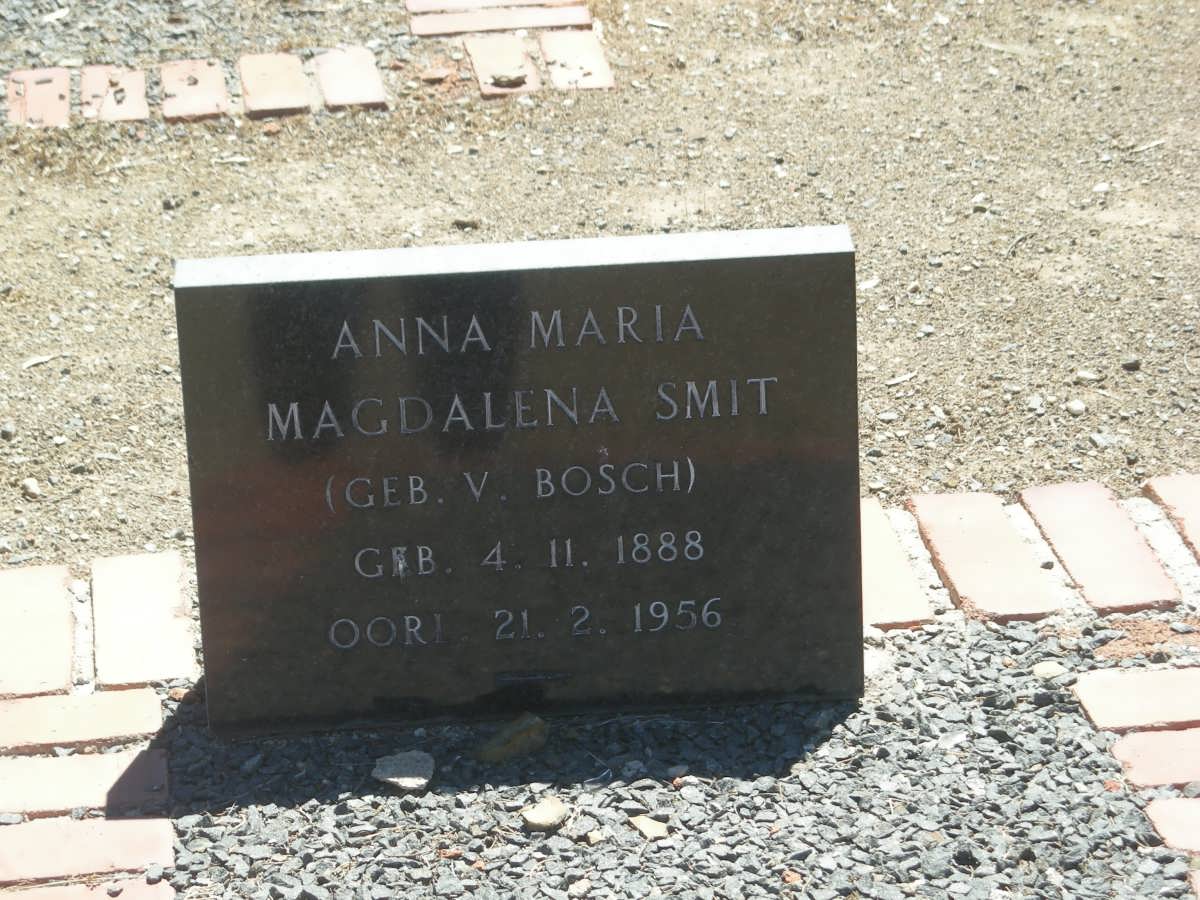 ANNA MARIA
MAGDALENA SMIT
(GEB. V. BOSCH)
GEB. 4. 11. 1888
OORL. 21. 2. 1956